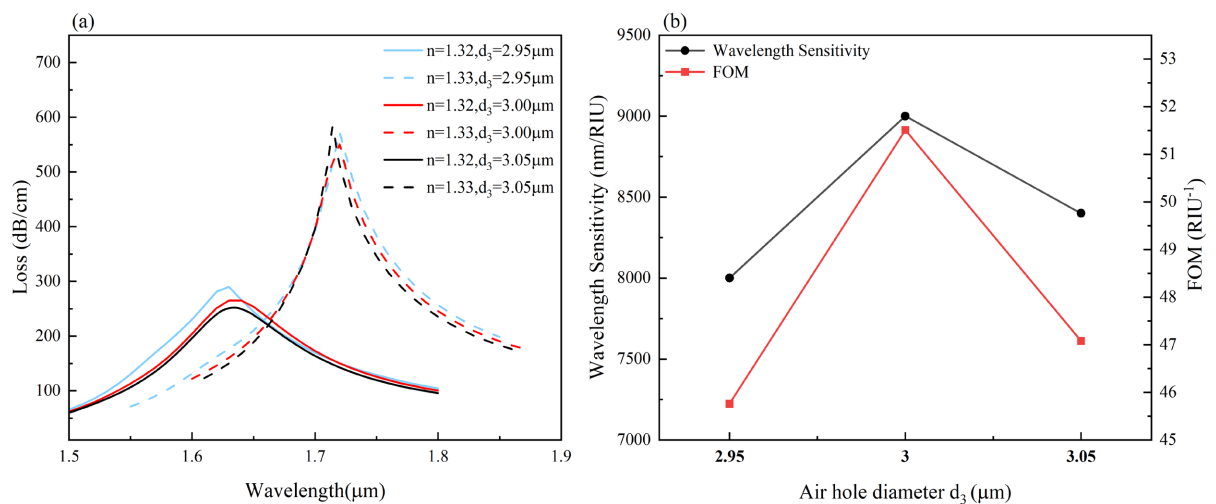 (a)
700
600
500
400
300
200
100
Loss (dB/cm)
1.5
1.6
1.7
1.8
1.9
Wavelength(μm)
n=1.32,d₃=2.95μm
n=1.33,d₃=2.95μm
n=1.32,d₃=3.00μm
n=1.33,d₃=3.00μm
n=1.32,d₃=3.05μm
n=1.33,d₃=3.05μm
(b)
9500
9000
8500
8000
7500
7000
Wavelength Sensitivity (nm/RIU)
Wavelength Sensitivity
FOM
2.95
3
3.05
Air hole diameter d₃ (μm)
53
52
51
50
49
48
47
46
45
FOM (RIU⁻¹)